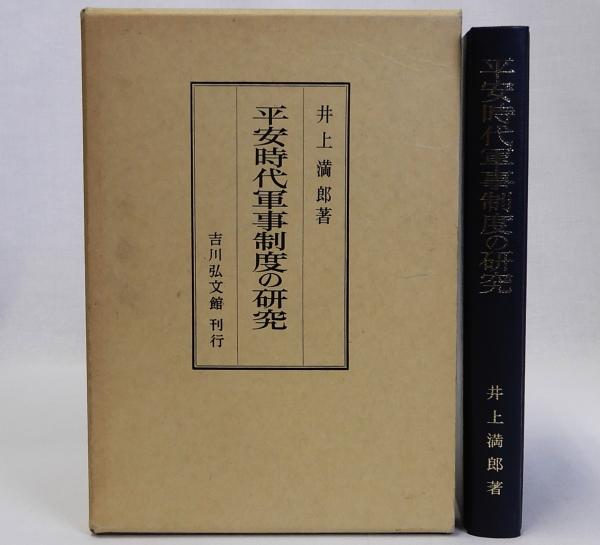 井上満郎著
平安時代軍事制度の研究
吉川弘文館 刊行
平安時代軍事制度の研究
井上満郎著